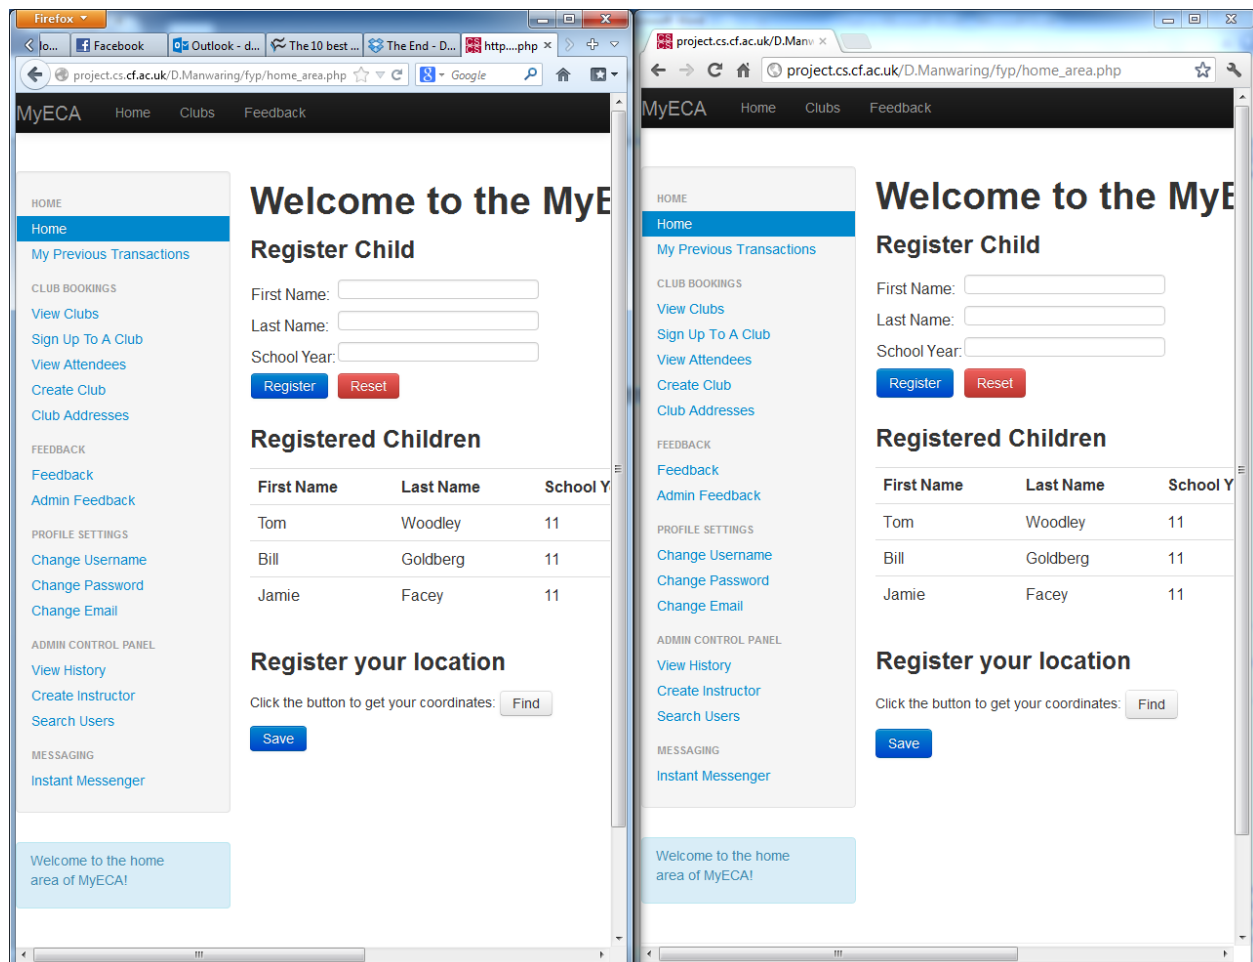 Firefox
lo...
Facebook
Outlook - d...
The 10 best ...
The End - D...
http....php ×
project.cs.cf.ac.uk/D.Manwaring/fyp/home_area.php
Google
MyECA Home Clubs Feedback
HOME
Home
My Previous Transactions
CLUB BOOKINGS
View Clubs
Sign Up To A Club
View Attendees
Create Club
Club Addresses
FEEDBACK
Feedback
Admin Feedback
PROFILE SETTINGS
Change Username
Change Password
Change Email
ADMIN CONTROL PANEL
View History
Create Instructor
Search Users
MESSAGING
Instant Messenger
Welcome to the home
area of MyECA!
Welcome to the MyE
Register Child
First Name:
Last Name:
School Year:
Register Reset
Registered Children
First Name Last Name School Y
Tom Woodley 11
Bill Goldberg 11
Jamie Facey 11
Register your location
Click the button to get your coordinates: Find
Save
project.cs.cf.ac.uk/D.Manw ×
project.cs.cf.ac.uk/D.Manwaring/fyp/home_area.php
MyECA Home Clubs Feedback
HOME
Home
My Previous Transactions
CLUB BOOKINGS
View Clubs
Sign Up To A Club
View Attendees
Create Club
Club Addresses
FEEDBACK
Feedback
Admin Feedback
PROFILE SETTINGS
Change Username
Change Password
Change Email
ADMIN CONTROL PANEL
View History
Create Instructor
Search Users
MESSAGING
Instant Messenger
Welcome to the home
area of MyECA!
Welcome to the MyE
Register Child
First Name:
Last Name:
School Year:
Register Reset
Registered Children
First Name Last Name School Y
Tom Woodley 11
Bill Goldberg 11
Jamie Facey 11
Register your location
Click the button to get your coordinates: Find
Save